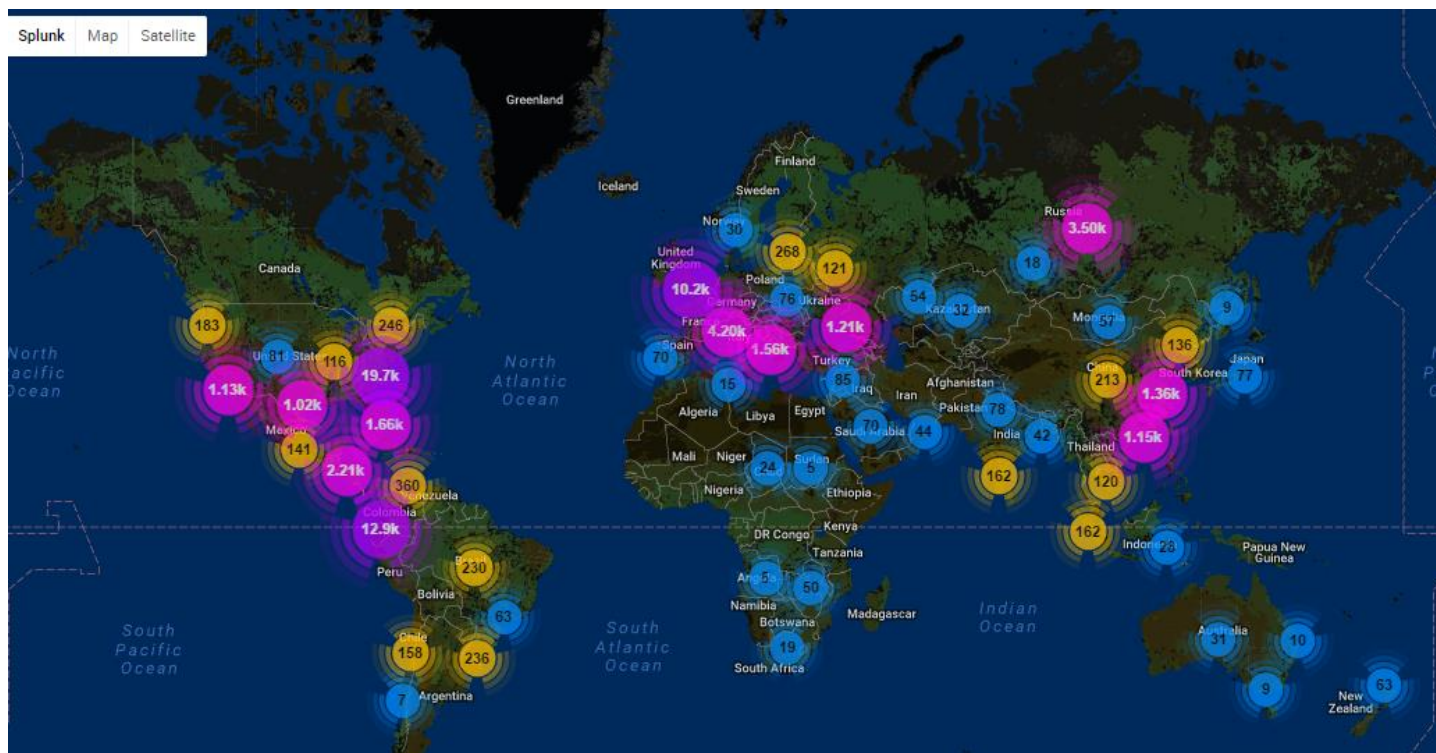 Splunk Map Satellite
Greenland
Iceland
Finland
Sweden
Russia
3.50k
Norway
30
United
Kingdom
268
121
18
Canada
Poland
10.2k
Germany
76
Ukraine
54
Kazakhstan
32
Mongolia
57
9
183
246
France
4.20k
1.21k
136
North
Pacific
Ocean
United States
81
116
19.7k
North
Atlantic
Ocean
Spain
70
1.56k
Turkey
China
213
South Korea
Japan
77
1.13k
1.02k
15
85
Iraq
Iran
Afghanistan
1.36k
Mexico
1.66k
Algeria
Libya
Egypt
Pakistan
78
141
70
Saudi Arabia
44
India
42
Thailand
1.15k
Mali
Niger
24
Sudan
5
2.21k
360
Venezuela
Nigeria
Ethiopia
162
120
Colombia
12.9k
DR Congo
Kenya
162
Indonesia
28
Papua New
Guinea
Tanzania
Peru
Brazil
230
Angola
5
50
Bolivia
Namibia
Madagascar
Indian
Ocean
63
Botswana
South
Pacific
Ocean
Chile
158
236
South
Atlantic
Ocean
19
South Africa
Australia
31
10
7
Argentina
9
63
New
Zealand